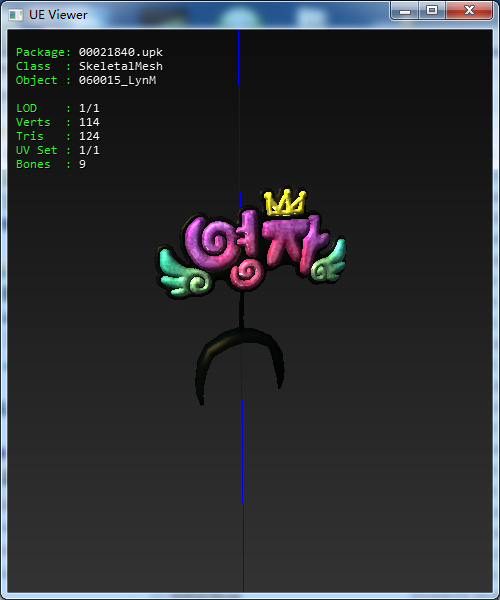 UE Viewer
Package: 00021840.upk
Class : SkeletalMesh
Object : 060015_LynM
LOD : 1/1
Verts : 114
Tris : 124
UV Set : 1/1
Bones : 9
영자